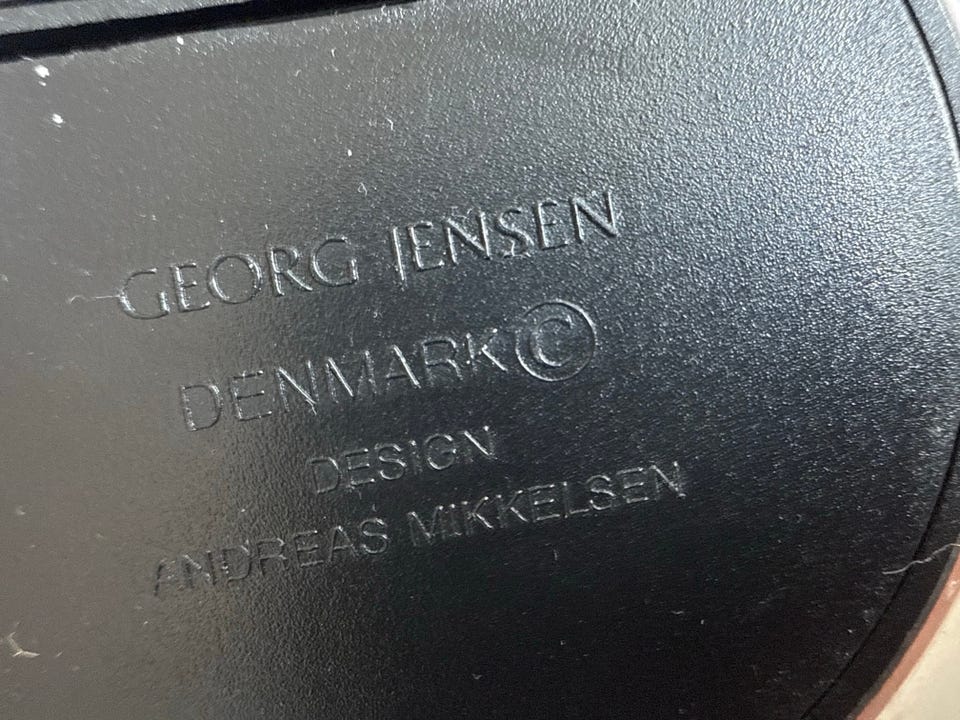 GEORG JENSEN
DENMARK ©
DESIGN
ANDREAS MIKKELSEN